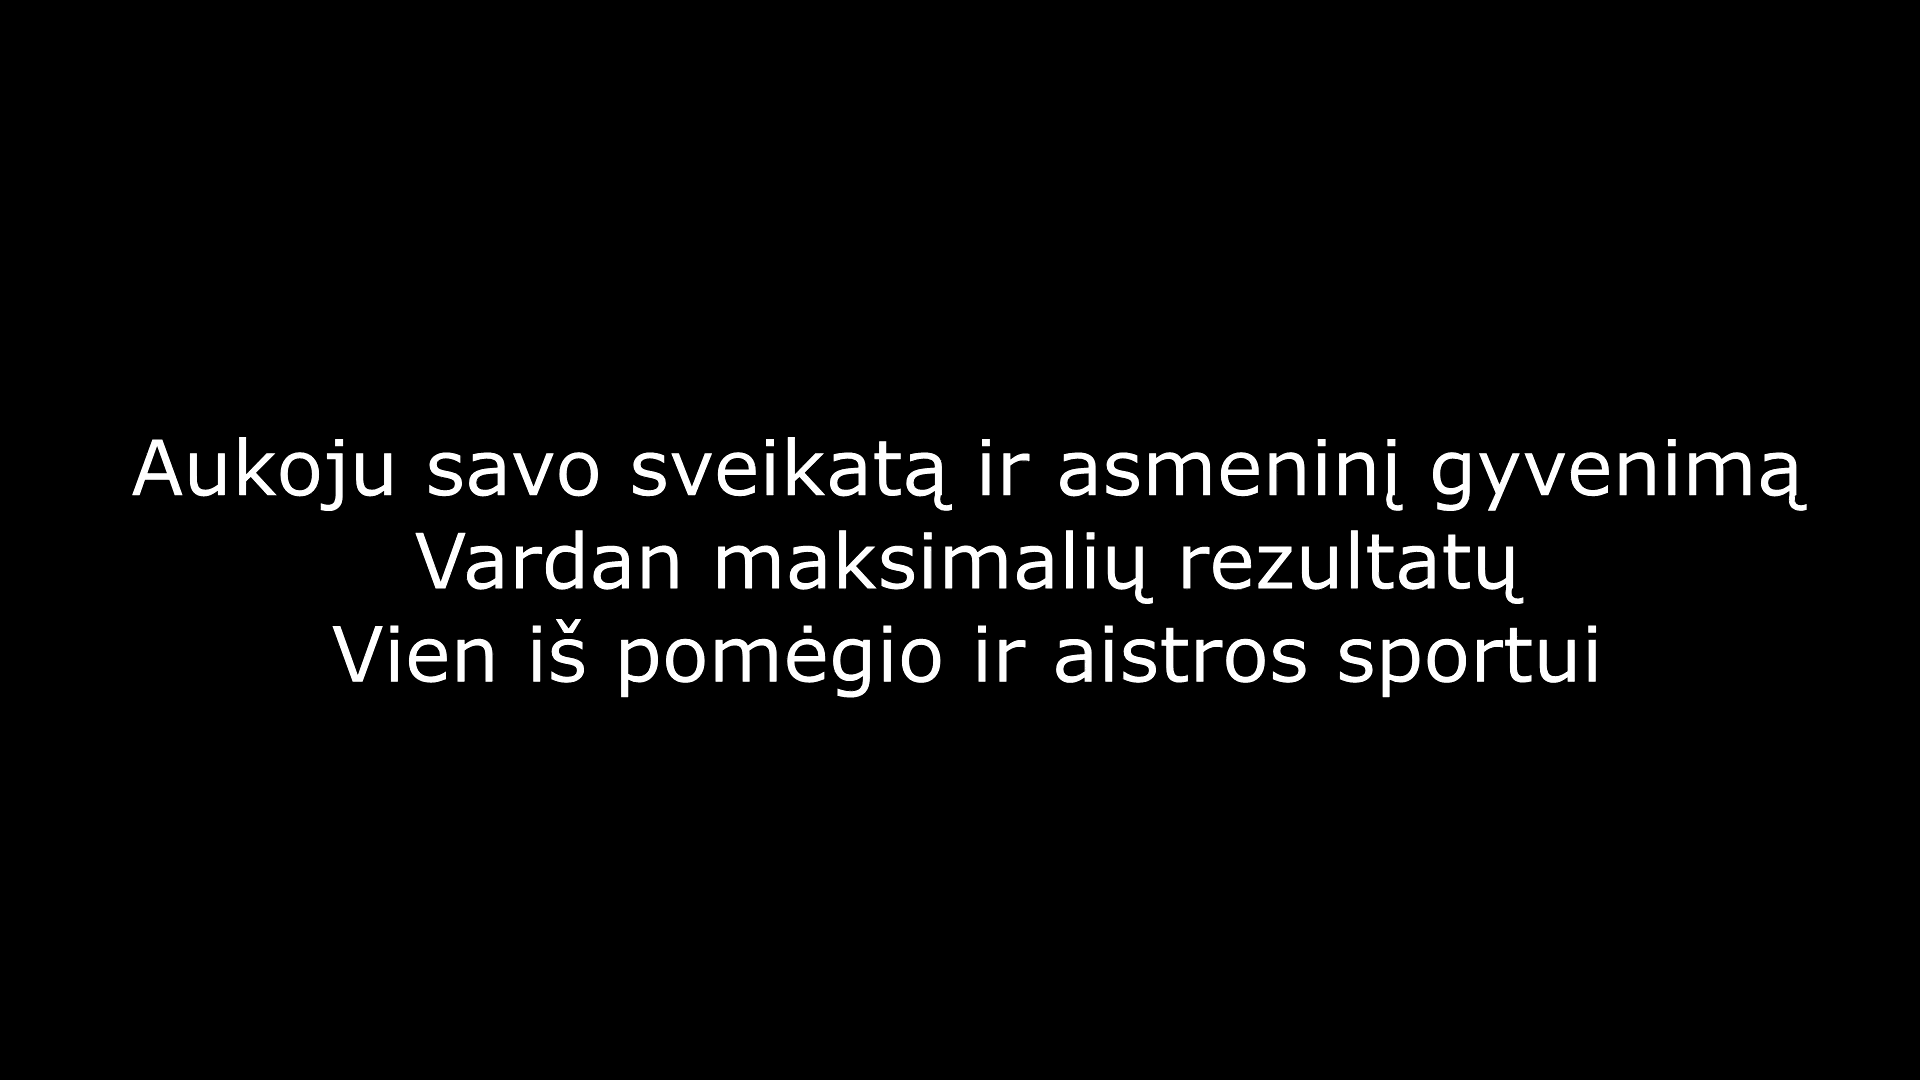 Aukoju savo sveikatą ir asmeninį gyvenimą
Vardan maksimalių rezultatų
Vien iš pomėgio ir aistros sportui